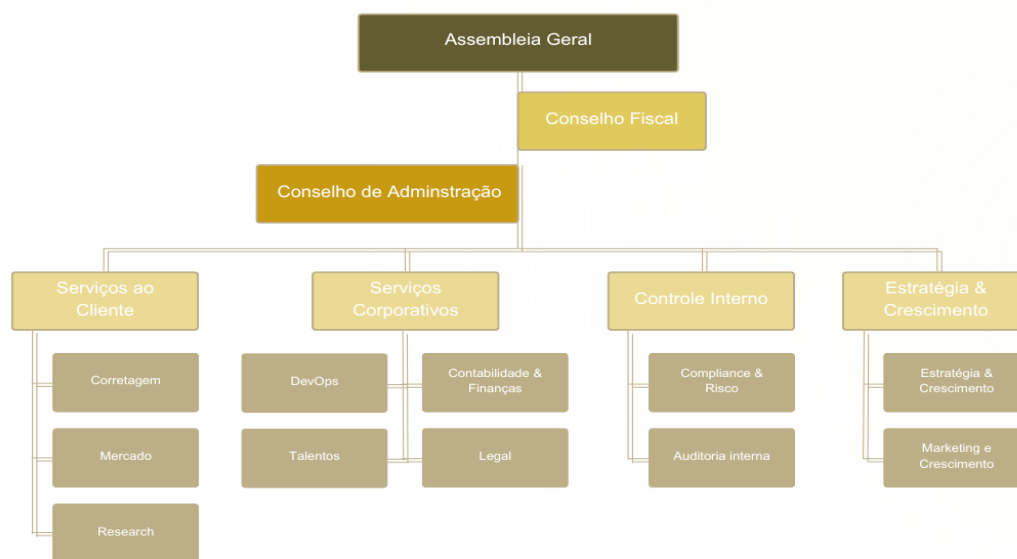 Assembleia Geral
Conselho Fiscal
Conselho de Adminstração
Serviços ao
Cliente
Serviços
Corporativos
Controle Interno
Estratégia &
Crescimento
Corretagem
DevOps
Contabilidade &
Finanças
Compliance &
Risco
Estratégia &
Crescimento
Mercado
Talentos
Legal
Auditoria interna
Marketing e
Crescimento
Research